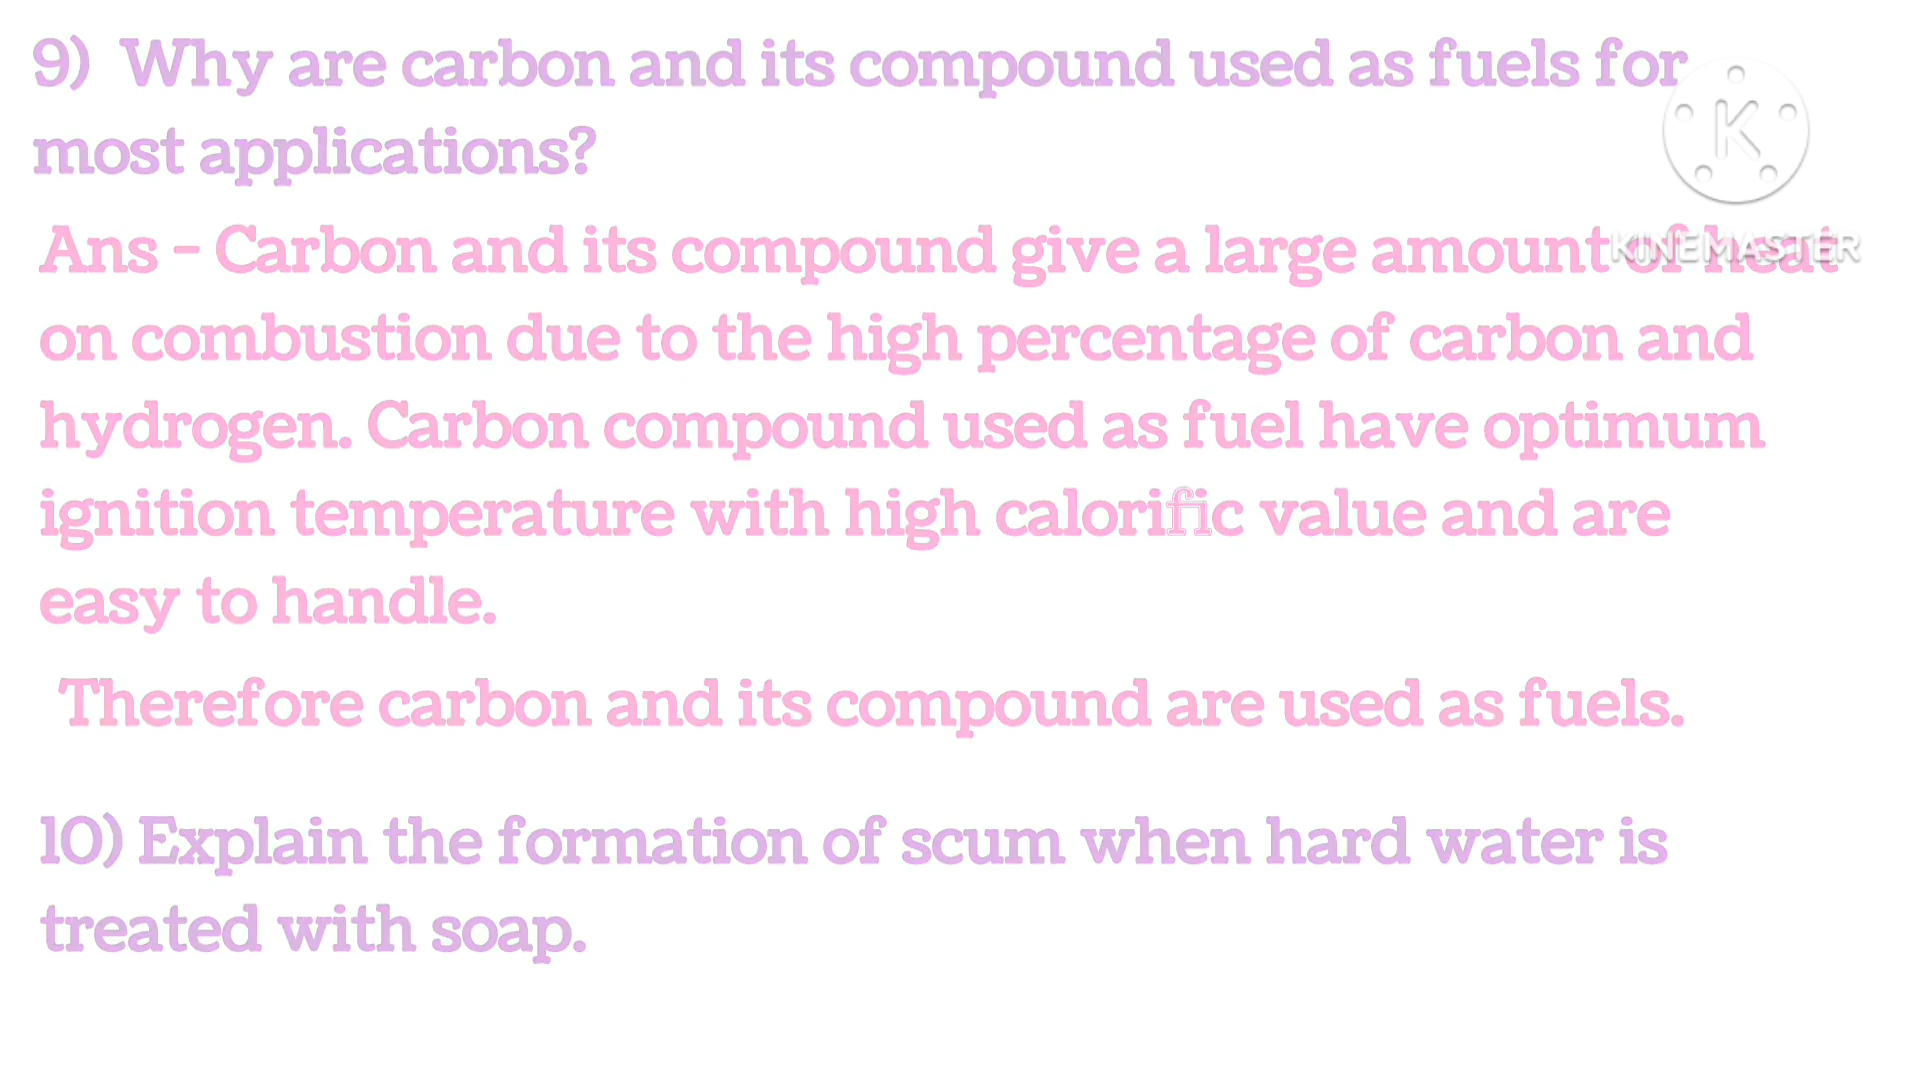 9) Why are carbon and its compound used as fuels for
most applications?
K
KINEMASTER
Ans - Carbon and its compound give a large amount of heat
on combustion due to the high percentage of carbon and
hydrogen. Carbon compound used as fuel have optimum
ignition temperature with high calorific value and are
easy to handle.
Therefore carbon and its compound are used as fuels.
10) Explain the formation of scum when hard water is
treated with soap.